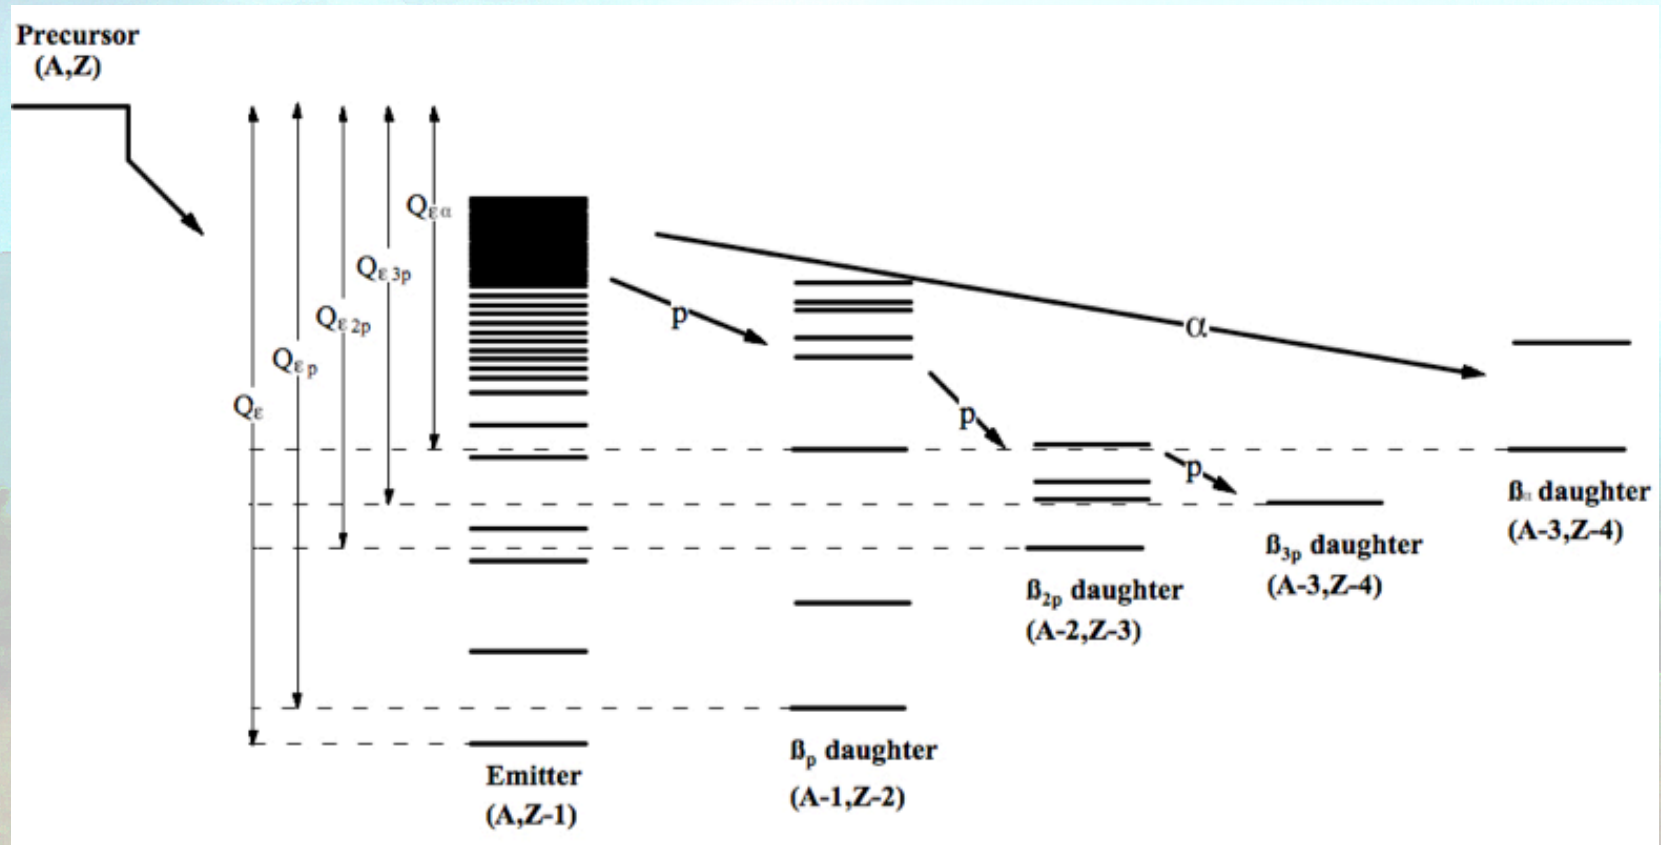 Precursor
(A,Z)
Qεα
Qε3p
Qε2p
Qεp
Qε
p
p
p
α
Emitter
(A,Z-1)
ßp daughter
(A-1,Z-2)
ß2p daughter
(A-2,Z-3)
ß3p daughter
(A-3,Z-4)
ßα daughter
(A-3,Z-4)